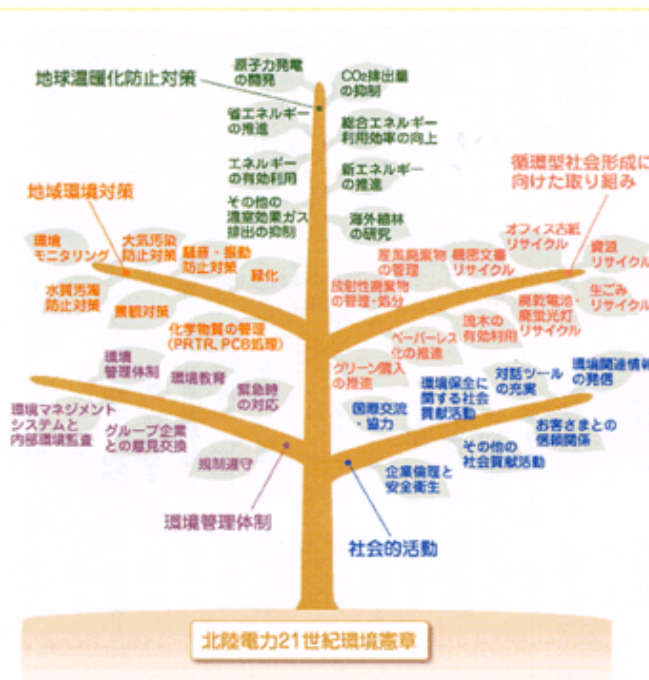 地球温暖化防止対策
原子力発電
の開発
CO₂排出量
の抑制
省エネルギー
の推進
総合エネルギー
利用効率の向上
エネルギー
の有効利用
新エネルギー
の推進
その他の
温室効果ガス
排出の抑制
海外植林
の研究
地域環境対策
環境
モニタリング
大気汚染
防止対策
騒音・振動
防止対策
緑化
水質汚濁
防止対策
景観対策
化学物質の管理
(PRTR、PCB処理)
循環型社会形成に
向けた取り組み
オフィス古紙
リサイクル
資源
リサイクル
産業廃棄物
の管理
機密文書
リサイクル
生ごみ
リサイクル
放射性廃棄物
の管理・処分
廃乾電池・
廃蛍光灯
リサイクル
流木の
有効利用
ペーパーレス
化の推進
グリーン購入
の推進
環境
管理体制
環境教育
緊急時
の対応
環境マネジメント
システムと
内部環境監査
グループ企業
との意見交換
規制遵守
環境管理体制
環境関連情報
の発信
対話ツール
の充実
環境保全に
関する社会
貢献活動
国際交流
・協力
お客さまとの
信頼関係
その他の
社会貢献活動
企業倫理と
安全衛生
社会的活動
北陸電力21世紀環境憲章